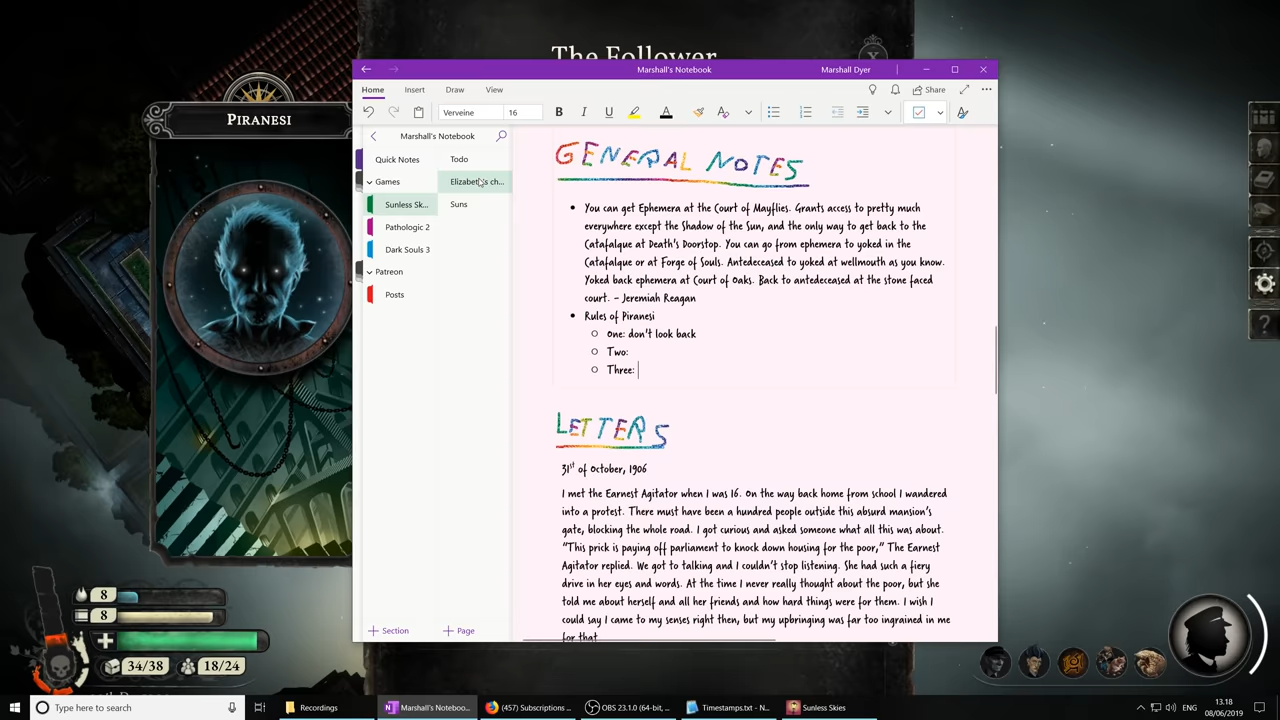 The Follower
PIRANESI
Marshall's Notebook
Marshall Dyer
Home
Insert
Draw
View
Share
Verveine
16
B
I
U
A
Marshall's Notebook
Quick Notes
Games
Sunless Sk...
Pathologic 2
Dark Souls 3
Patreon
Posts
Todo
Elizabeth's ch...
Suns
Section
Page
GENERAL NOTES
You can get Ephemera at the Court of Mayflies. Grants access to pretty much
everywhere except the Shadow of the Sun, and the only way to get back to the
Catafalque at Death's Doorstop. You can go from ephemera to yoked in the
Catafalque or at Forge of Souls. Antedeceased to yoked at wellmouth as you know.
Yoked back ephemera at Court of Oaks. Back to antedeceased at the stone faced
court. - Jeremiah Reagan
Rules of Piranesi
One: don't look back
Two:
Three:
LETTERS
31st of October, 1906
I met the Earnest Agitator when I was 16. On the way back home from school I wandered
into a protest. There must have been a hundred people outside this absurd mansion's
gate, blocking the whole road. I got curious and asked someone what all this was about.
"This prick is paying off parliament to knock down housing for the poor," The Earnest
Agitator replied. We got to talking and I couldn't stop listening. She had such a fiery
drive in her eyes and words. At the time I never really thought about the poor, but she
told me about herself and all her friends and how hard things were for them. I wish I
could say I came to my senses right then, but my upbringing was far too ingrained in me
for that
8
8
34/38
18/24
Type here to search
Recordings
Marshall's Noteboo...
(457) Subscriptions ...
OBS 23.1.0 (64-bit, ...
Timestamps.txt - N...
Sunless Skies
ENG
13.18
08/06/2019